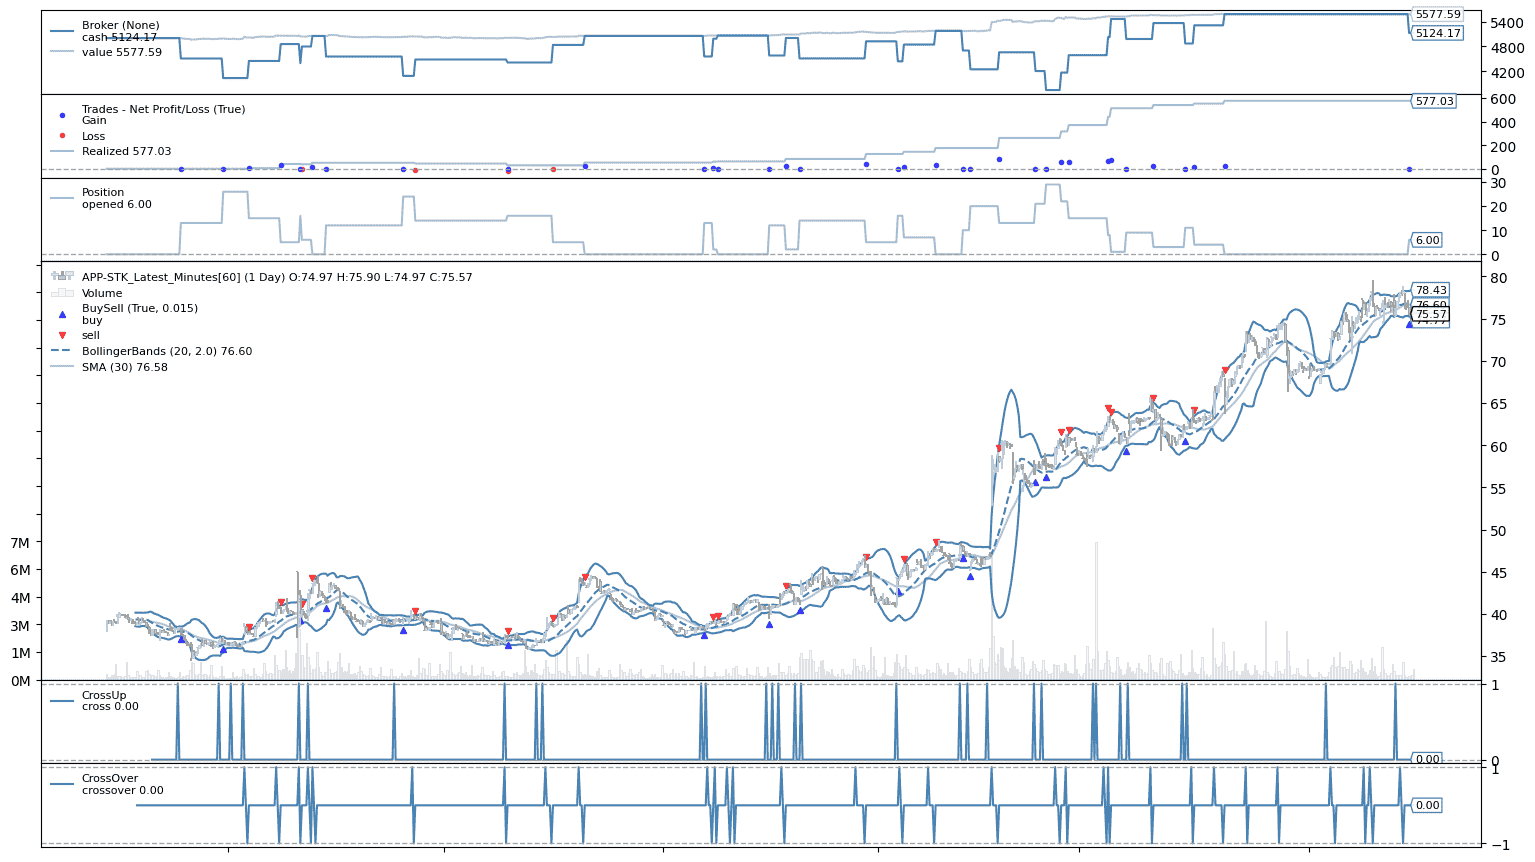 Broker (None)
cash 5124.17
value 5577.59
5577.59
5124.17
5400
4800
4200
Trades - Net Profit/Loss (True)
Gain
Loss
Realized 577.03
577.03
600
400
200
0
Position
opened 6.00
6.00
30
20
10
0
APP-STK_Latest_Minutes[60] (1 Day) O:74.97 H:75.90 L:74.97 C:75.57
Volume
BuySell (True, 0.015)
buy
sell
BollingerBands (20, 2.0) 76.60
SMA (30) 76.58
78.43
76.60
75.57
74.77
80
75
70
65
60
55
50
45
40
35
7M
6M
4M
3M
1M
0M
CrossUp
cross 0.00
0.00
1
0
CrossOver
crossover 0.00
0.00
1
−1